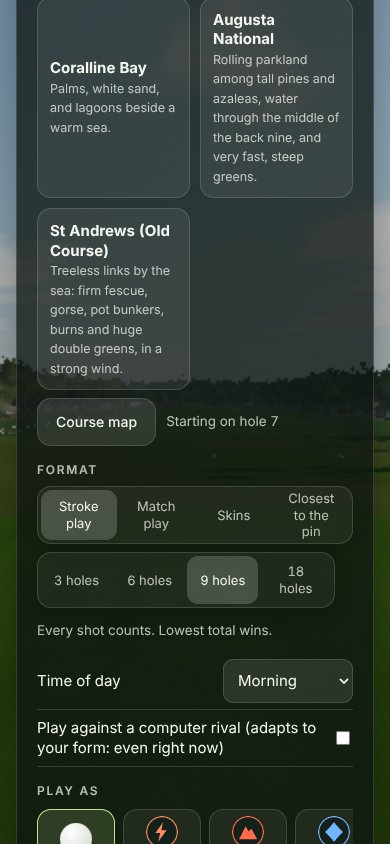 Coralline Bay
Palms, white sand,
and lagoons beside a
warm sea.
Augusta
National
Rolling parkland
among tall pines and
azaleas, water
through the middle of
the back nine, and
very fast, steep
greens.
St Andrews (Old
Course)
Treeless links by the
sea: firm fescue,
gorse, pot bunkers,
burns and huge
double greens, in a
strong wind.
Course map
Starting on hole 7
FORMAT
Stroke
play
Match
play
Skins
Closest
to the
pin
3 holes
6 holes
9 holes
18
holes
Every shot counts. Lowest total wins.
Time of day
Morning
Play against a computer rival (adapts to
your form: even right now)
PLAY AS